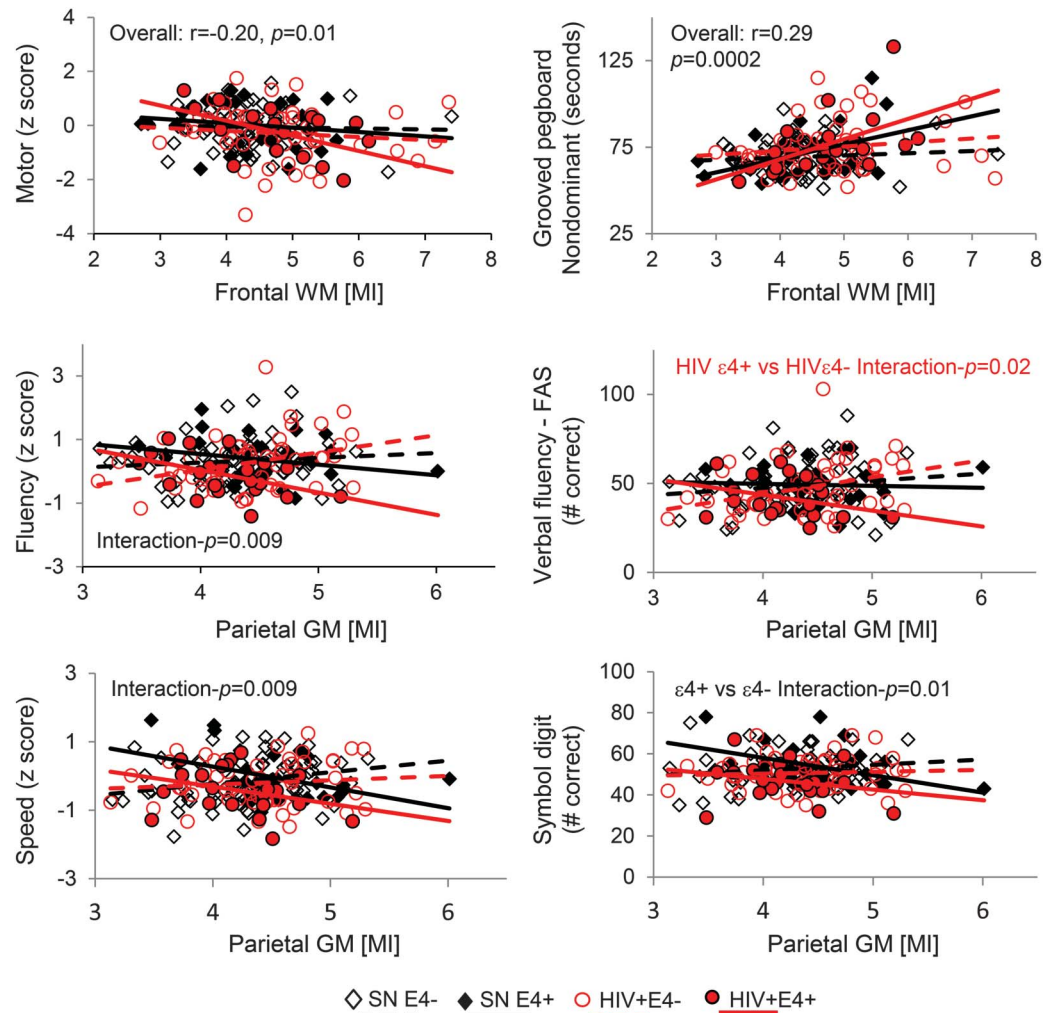 Motor (z score)
4
2
0
-2
-4
Overall: r=-0.20, p=0.01
2 3 4 5 6 7 8
Frontal WM [MI]
Grooved pegboard
Nondominant (seconds)
125
75
25
Overall: r=0.29
p=0.0002
2 3 4 5 6 7 8
Frontal WM [MI]
Fluency (z score)
3
1
-1
-3
Interaction-p=0.009
3 4 5 6
Parietal GM [MI]
Verbal fluency - FAS
(# correct)
100
50
0
HIV ε4+ vs HIVε4- Interaction-p=0.02
3 4 5 6
Parietal GM [MI]
Speed (z score)
3
1
-1
-3
Interaction-p=0.009
3 4 5 6
Parietal GM [MI]
Symbol digit
(# correct)
100
80
60
40
20
0
ε4+ vs ε4- Interaction-p=0.01
3 4 5 6
Parietal GM [MI]
SN E4- SN E4+ HIV+E4- HIV+E4+